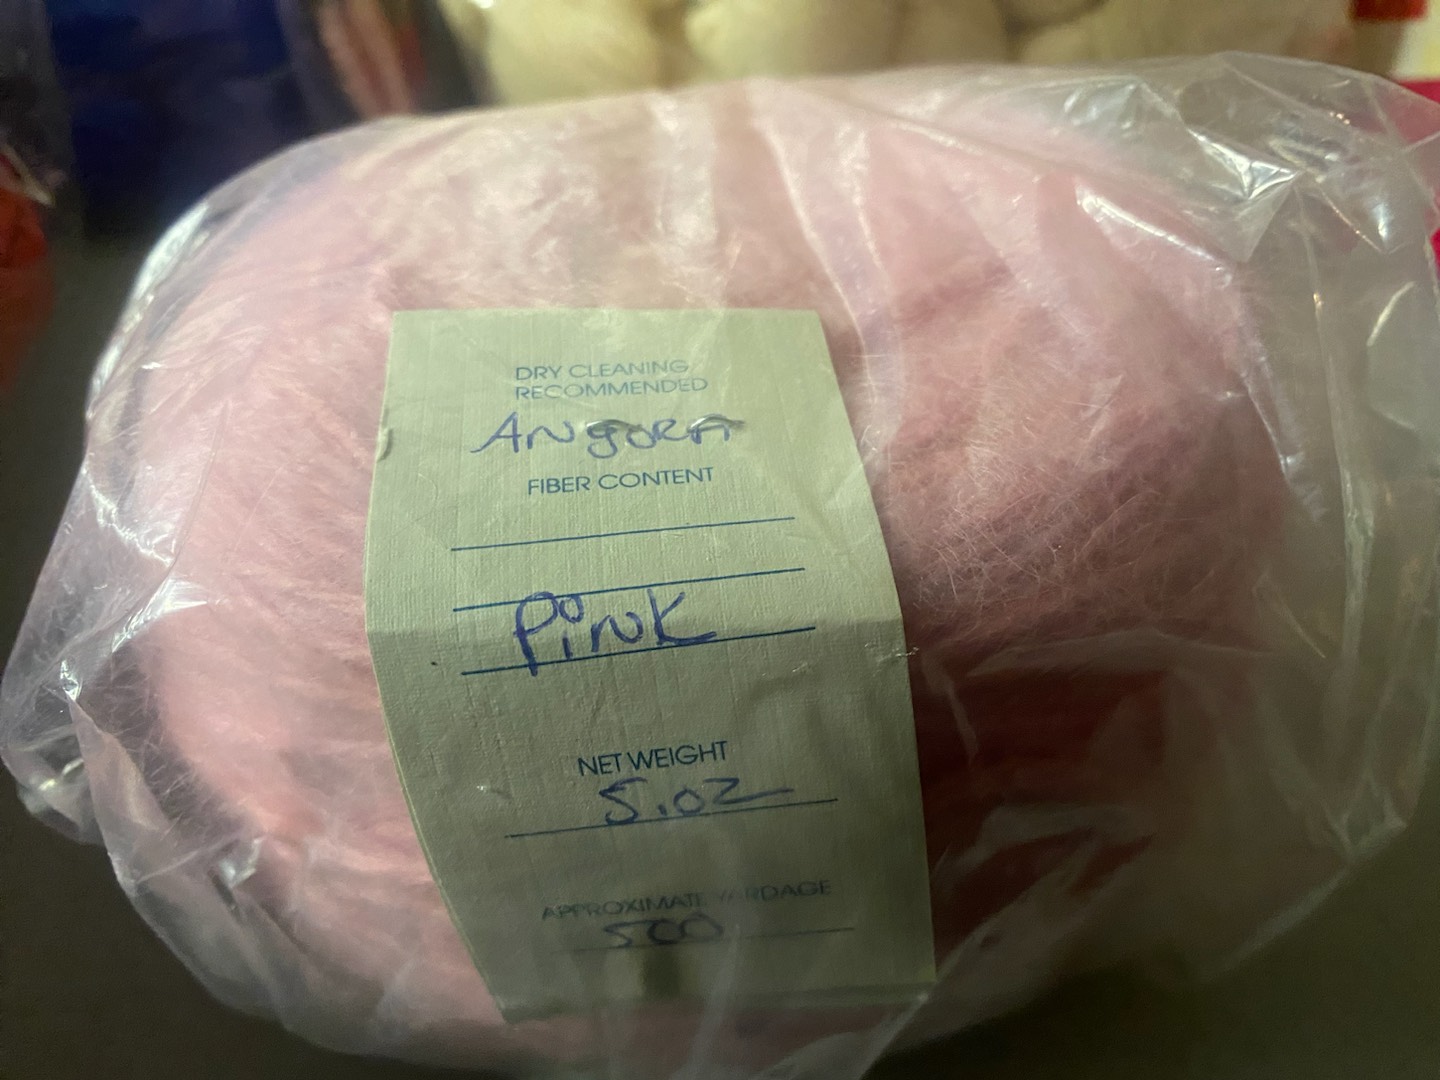 DRY CLEANING
RECOMMENDED
ANgORA
FIBER CONTENT
PiNK
NET WEIGHT
5.oz
APPROXIMATE YARDAGE
500